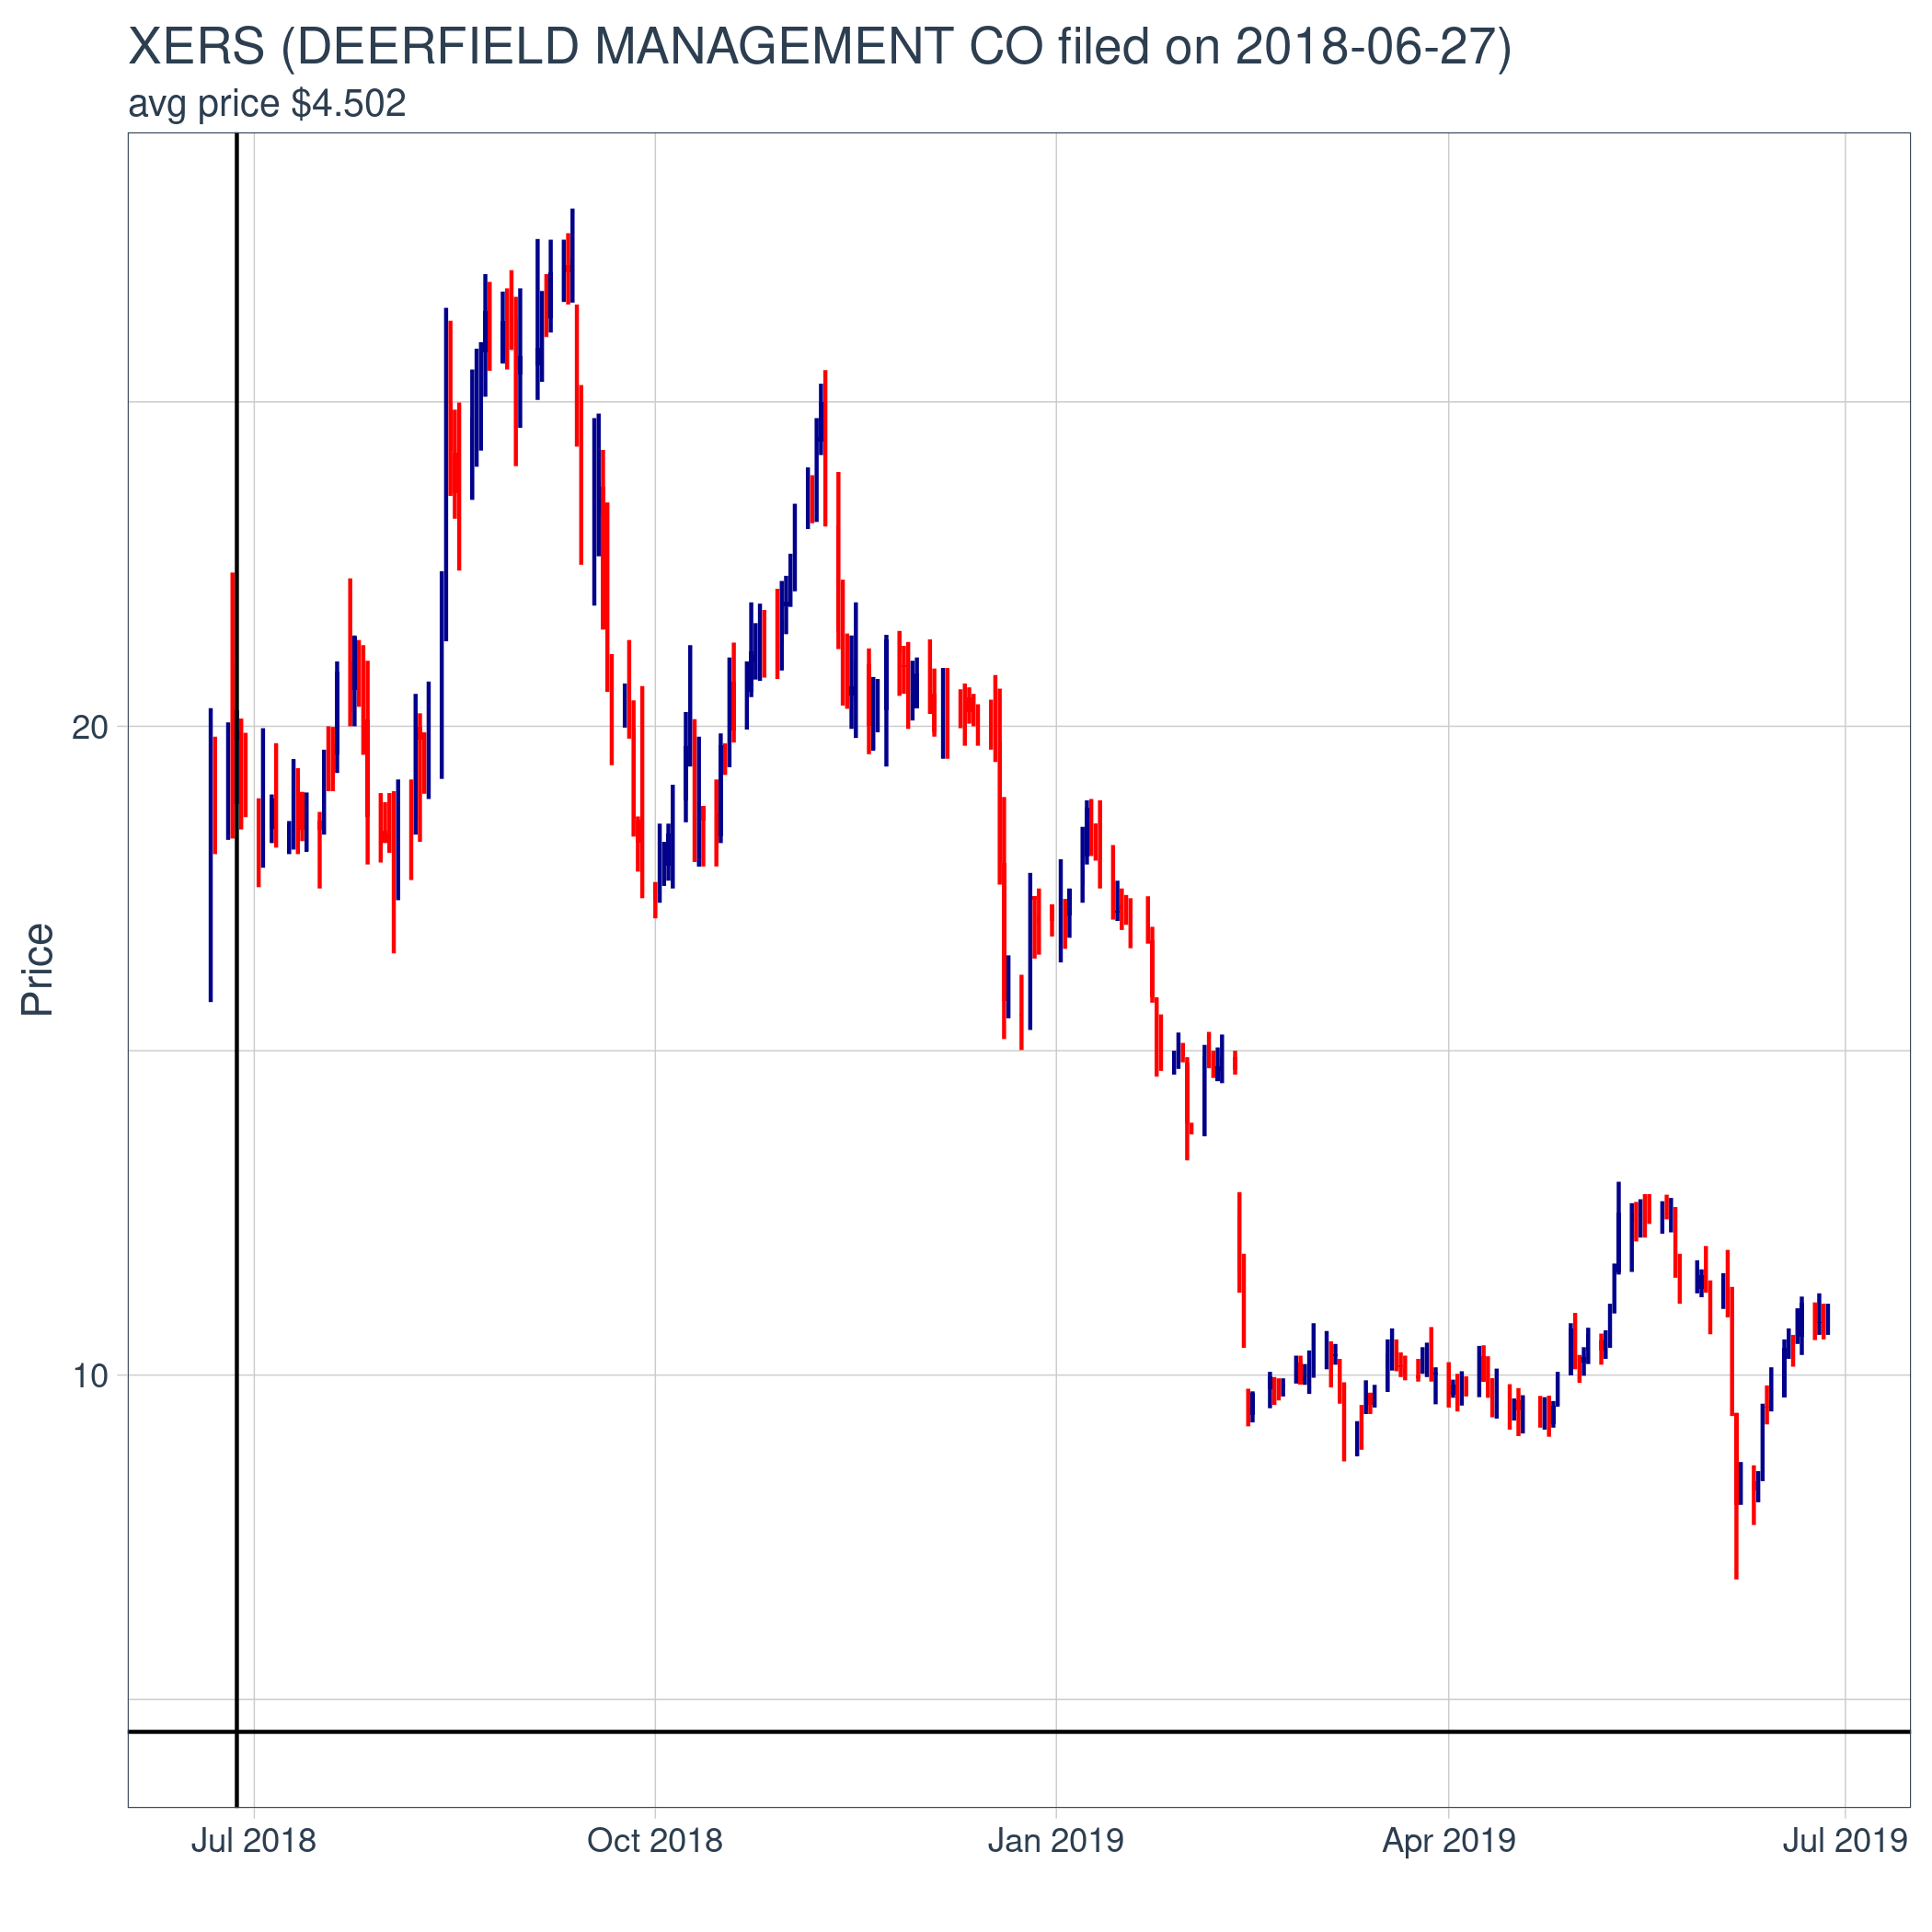 XERS (DEERFIELD MANAGEMENT CO filed on 2018-06-27)
avg price $4.502
Price
20
10
Jul 2018
Oct 2018
Jan 2019
Apr 2019
Jul 2019